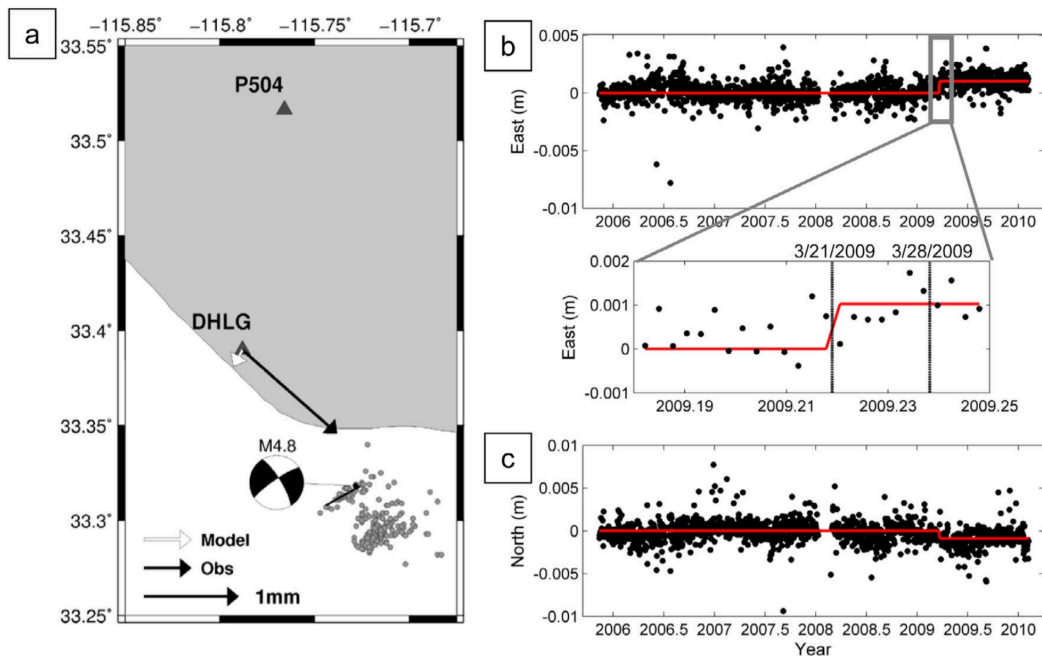 a
−115.85˚ −115.8˚ −115.75˚ −115.7˚
33.55˚
33.5˚
33.45˚
33.4˚
33.35˚
33.3˚
33.25˚
P504
DHLG
M4.8
Model
Obs
1mm
b
East (m)
0.005
0
-0.005
-0.01
2006 2006.5 2007 2007.5 2008 2008.5 2009 2009.5 2010
3/21/2009 3/28/2009
East (m)
0.002
0.001
0
-0.001
2009.19 2009.21 2009.23 2009.25
c
North (m)
0.01
0.005
0
-0.005
-0.01
2006 2006.5 2007 2007.5 2008 2008.5 2009 2009.5 2010
Year